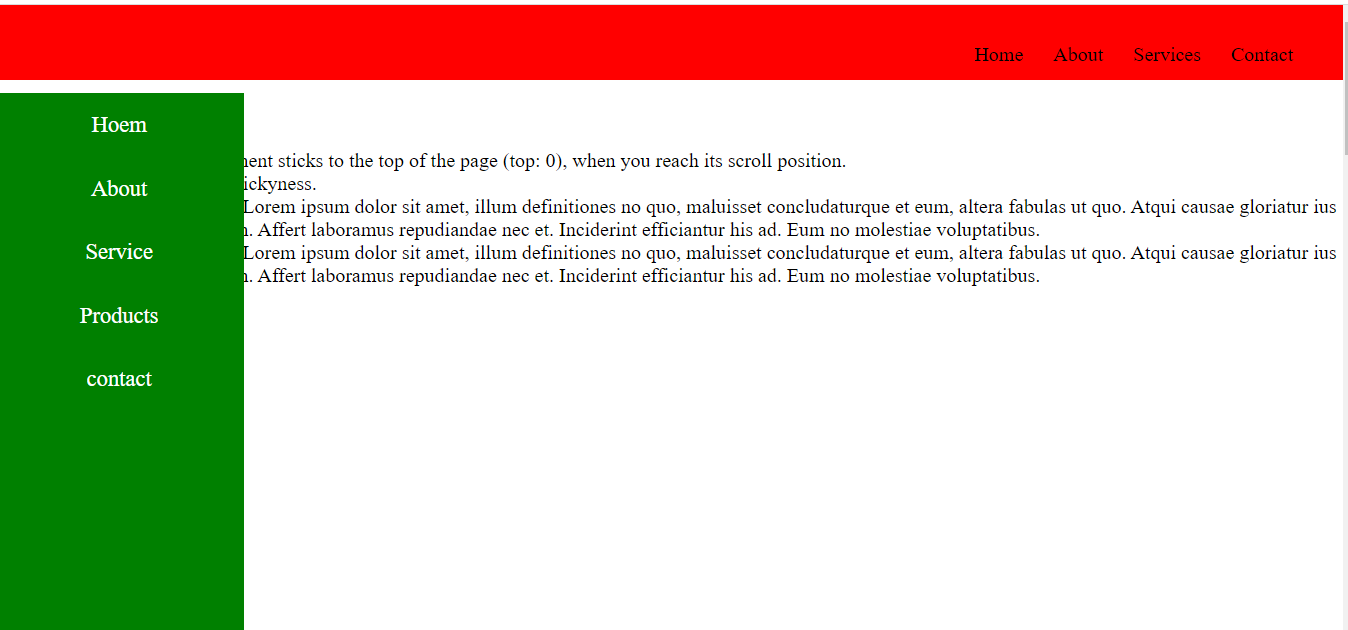 Home About Services Contact
Hoem
About
Service
Products
contact
sticks to the top of the page (top: 0), when you reach its scroll position.
Lorem ipsum dolor sit amet, illum definitiones no quo, maluisset concludaturque et eum, altera fabulas ut quo. Atqui causae gloriatur ius
. Affert laboramus repudiandae nec et. Inciderint efficiantur his ad. Eum no molestiae voluptatibus.
Lorem ipsum dolor sit amet, illum definitiones no quo, maluisset concludaturque et eum, altera fabulas ut quo. Atqui causae gloriatur ius
. Affert laboramus repudiandae nec et. Inciderint efficiantur his ad. Eum no molestiae voluptatibus.